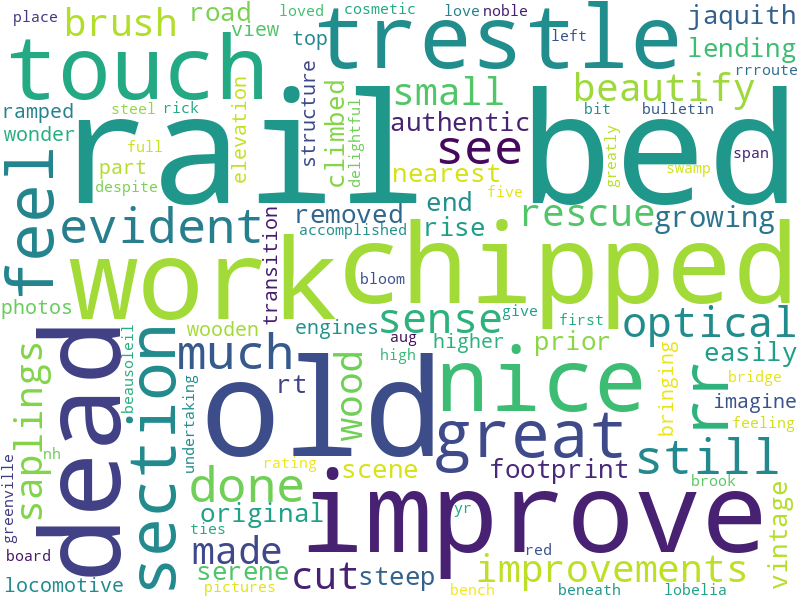 place
brush
road
view
loved
cosmetic
love
noble
left
jaquith
lending
rrroute
touch
top
trestle
ramped
wonder
steel
rick
full
part
despite
elevation
structure
climbed
delightful
small
authentic
see
nearest
five
beautify
bit
bulletin
greatly
swamp
span
rail
bed
feel
evident
transition
removed
accomplished
end
rise
rescue
growing
photos
work
chipped
bloom
wooden
engines
sense
give
first
optical
aug
higher
prior
easily
high
bridge
beausoleil
section
much
rt
wood
nice
bringing
rr
imagine
feeling
dead
saplings
undertaking
old
great
still
nh
greenville
rating
scene
footprint
brook
done
original
ties
yr
improve
vintage
board
made
red
locomotive
serene
pictures
cut
steep
bench
improvements
beneath
lobelia